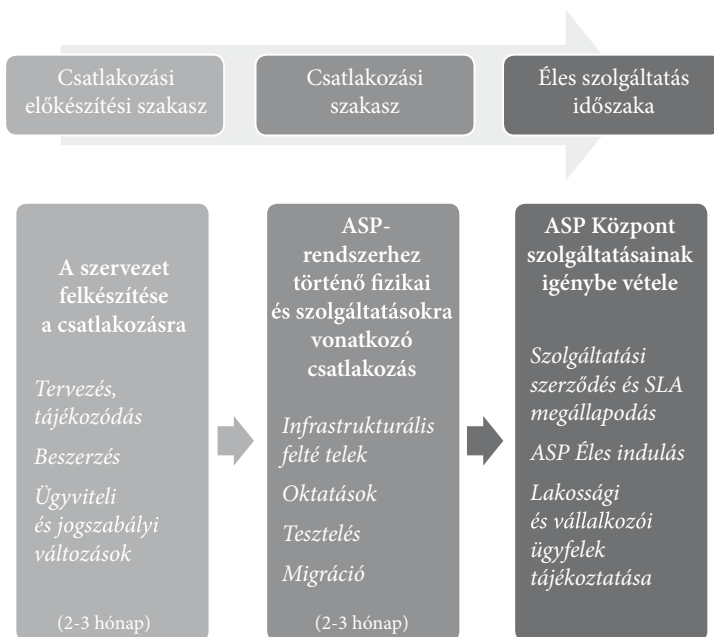 Csatlakozási
előkészítési szakasz
Csatlakozási
szakasz
Éles szolgáltatás
időszaka
A szervezet
felkészítése
a csatlakozásra
Tervezés,
tájékozódás
Beszerzés
Ügyviteli
és jogszabályi
változások
(2-3 hónap)
ASP-
rendszerhez
történő fizikai
és szolgáltatásokra
vonatkozó
csatlakozás
Infrastrukturális
felté telek
Oktatások
Tesztelés
Migráció
(2-3 hónap)
ASP Központ
szolgáltatásainak
igénybe vétele
Szolgáltatási
szerződés és SLA
megállapodás
ASP Éles indulás
Lakossági
és vállalkozói
ügyfelek
tájékoztatása